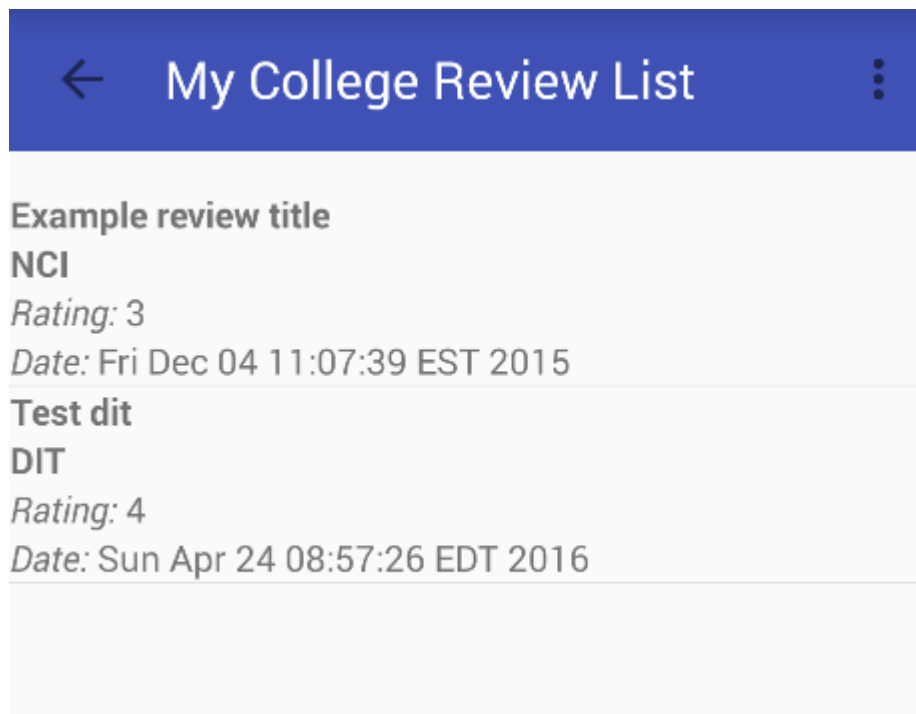 My College Review List
Example review title
NCI
Rating: 3
Date: Fri Dec 04 11:07:39 EST 2015
Test dit
DIT
Rating: 4
Date: Sun Apr 24 08:57:26 EDT 2016